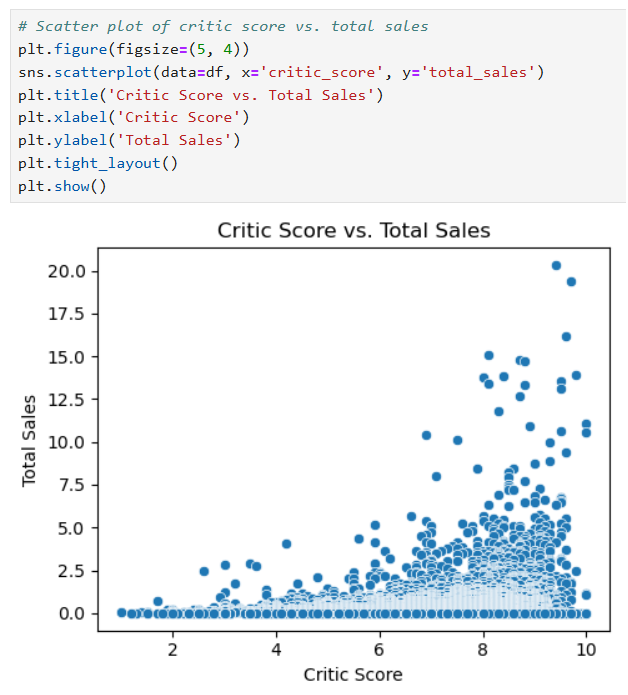 # Scatter plot of critic score vs. total sales
plt.figure(figsize=(5, 4))
sns.scatterplot(data=df, x='critic_score', y='total_sales')
plt.title('Critic Score vs. Total Sales')
plt.xlabel('Critic Score')
plt.ylabel('Total Sales')
plt.tight_layout()
plt.show()
Critic Score vs. Total Sales
20.0
17.5
15.0
12.5
10.0
7.5
5.0
2.5
0.0
Total Sales
2 4 6 8 10
Critic Score